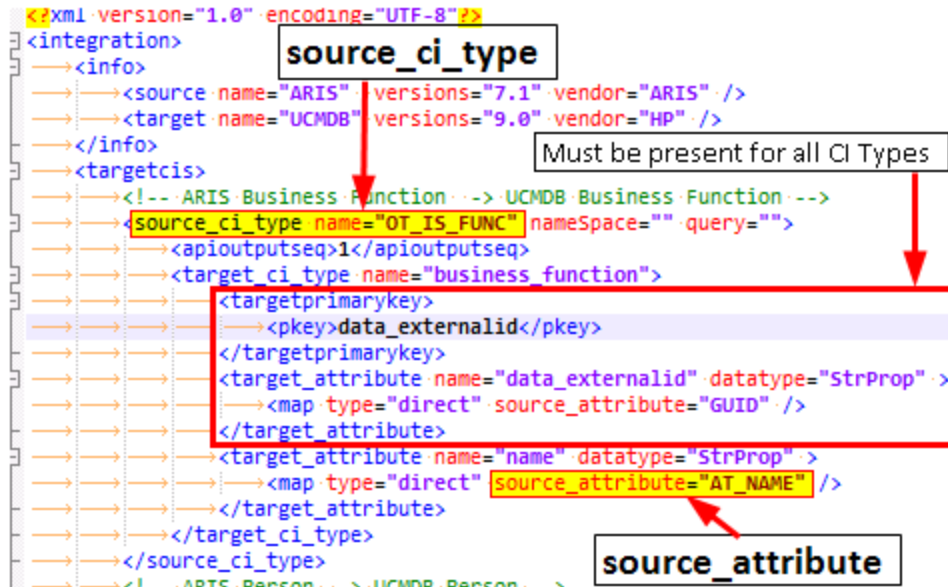 <?xml version="1.0" encoding="UTF-8"?>
<integration>
source_ci_type
<info>
<source name="ARIS" versions="7.1" vendor="ARIS" />
<target name="UCMDB" versions="9.0" vendor="HP" />
</info>
Must be present for all CI Types
<targetcis>
<!-- ARIS Business Function --> UCMDB Business Function -->
<source_ci_type name="OT_IS_FUNC" nameSpace="" query="">
<apioutputseq>1</apioutputseq>
<target_ci_type name="business_function">
<targetprimarykey>
<pkey>data_externalid</pkey>
</targetprimarykey>
<target_attribute name="data_externalid" datatype="StrProp" >
<map type="direct" source_attribute="GUID" />
</target_attribute>
<target_attribute name="name" datatype="StrProp" >
<map type="direct" source_attribute="AT_NAME" />
</target_attribute>
</target_ci_type>
source_attribute
</source_ci_type>
ARIS Person UCMDB Person